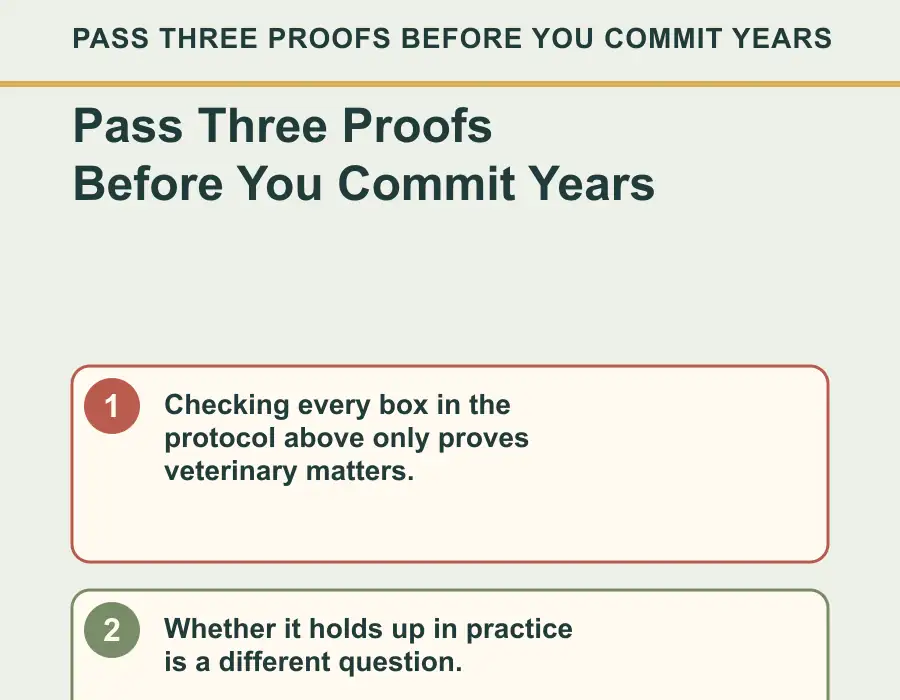 PASS THREE PROOFS BEFORE YOU COMMIT YEARS
Pass Three Proofs
Before You Commit Years
1
Checking every box in the
protocol above only proves
veterinary matters.
2
Whether it holds up in practice
is a different question.